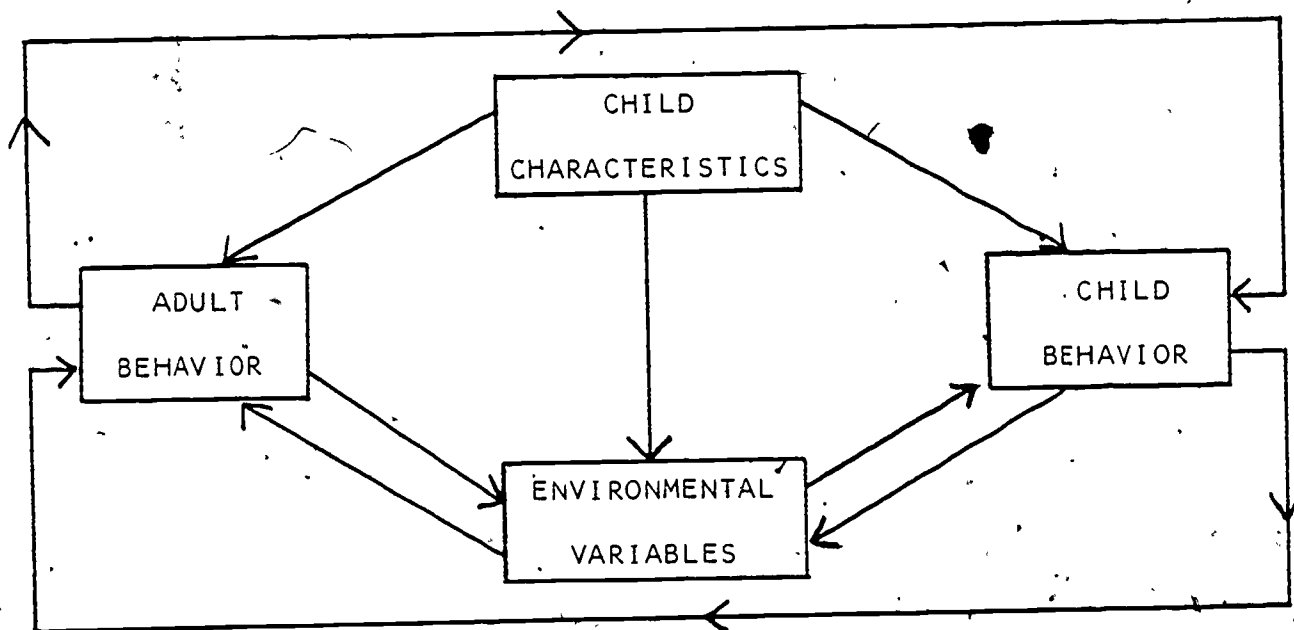 CHILD
CHARACTERISTICS
ADULT
BEHAVIOR
CHILD
BEHAVIOR
ENVIRONMENTAL
VARIABLES